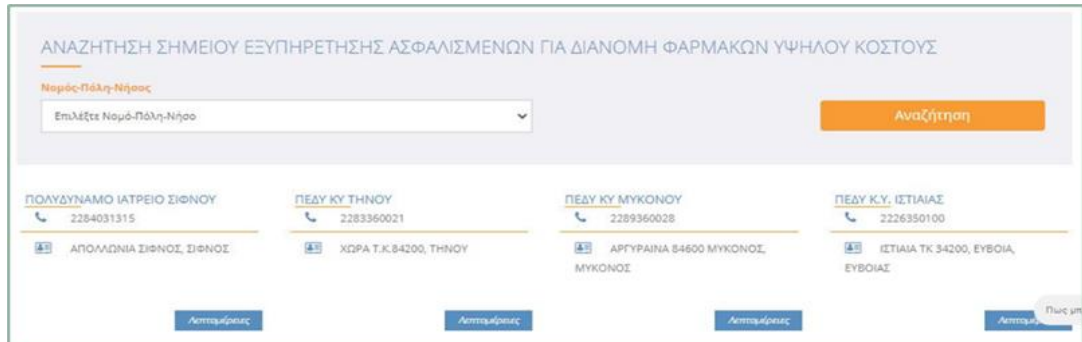 ΑΝΑΖΗΤΗΣΗ ΣΗΜΕΙΟΥ ΕΞΥΠΗΡΕΤΗΣΗΣ ΑΣΦΑΛΙΣΜΕΝΩΝ ΓΙΑ ΔΙΑΝΟΜΗ ΦΑΡΜΑΚΩΝ ΥΨΗΛΟΥ ΚΟΣΤΟΥΣ
Νομός-Πόλη-Νήσος
Επιλέξτε Νομό-Πόλη-Νήσο
Αναζήτηση
ΠΟΛΥΔΥΝΑΜΟ ΙΑΤΡΕΙΟ ΣΙΦΝΟΥ
2284031315
ΑΠΟΛΛΩΝΙΑ ΣΙΦΝΟΣ, ΣΙΦΝΟΣ
Λεπτομέρειες
ΠΕΔΥ ΚΥ ΤΗΝΟΥ
2283360021
ΧΩΡΑ Τ.Κ.84200, ΤΗΝΟΥ
Λεπτομέρειες
ΠΕΔΥ ΚΥ ΜΥΚΟΝΟΥ
2289360028
ΑΡΓΥΡΑΙΝΑ 84600 ΜΥΚΟΝΟΣ,
ΜΥΚΟΝΟΣ
Λεπτομέρειες
ΠΕΔΥ Κ.Υ. ΙΣΤΙΑΙΑΣ
2226350100
ΙΣΤΙΑΙΑ ΤΚ 34200, ΕΥΒΟΙΑ,
ΕΥΒΟΙΑΣ
Πως